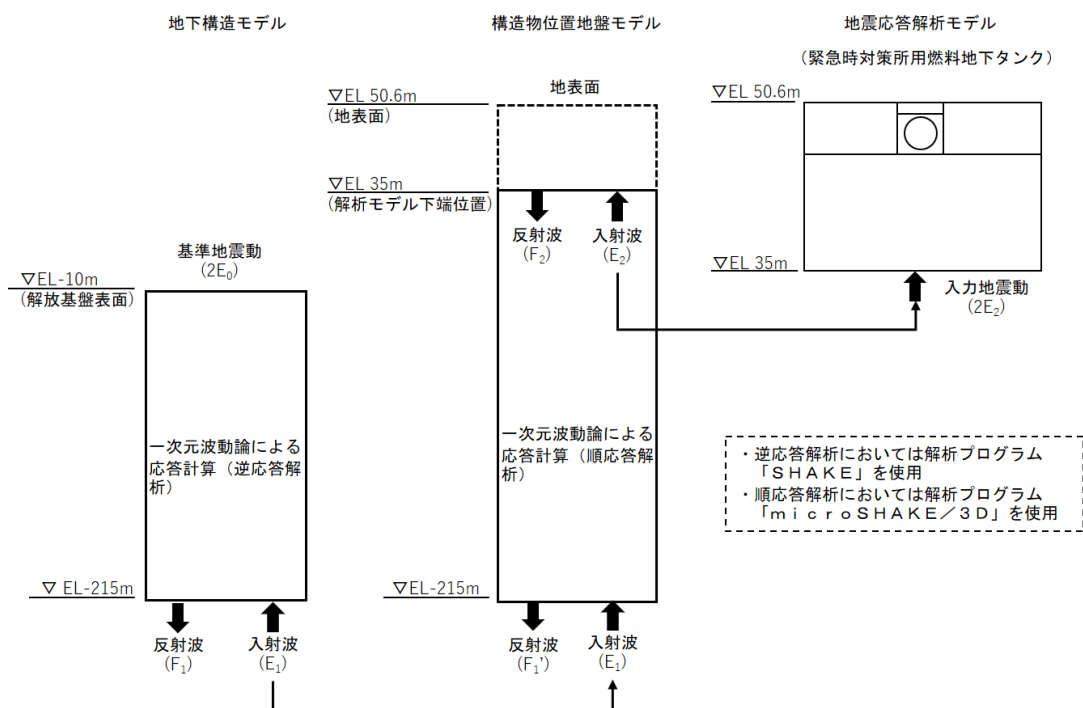 地下構造モデル
構造物位置地盤モデル
地震応答解析モデル
(緊急時対策所用燃料地下タンク)
▽EL 50.6m
(地表面)
地表面
▽EL 50.6m
▽EL 35m
(解析モデル下端位置)
反射波
(F₂)
入射波
(E₂)
▽EL 35m
入力地震動
(2E₂)
基準地震動
(2E₀)
▽EL-10m
(解放基盤表面)
一次元波動論による
応答計算(逆応答解
析)
一次元波動論による
応答計算(順応答解
析)
・逆応答解析においては解析プログラム
「SHAKE」を使用
・順応答解析においては解析プログラム
「microSHAKE/3D」を使用
▽ EL-215m
反射波
(F₁)
入射波
(E₁)
▽EL-215m
反射波
(F₁')
入射波
(E₁)